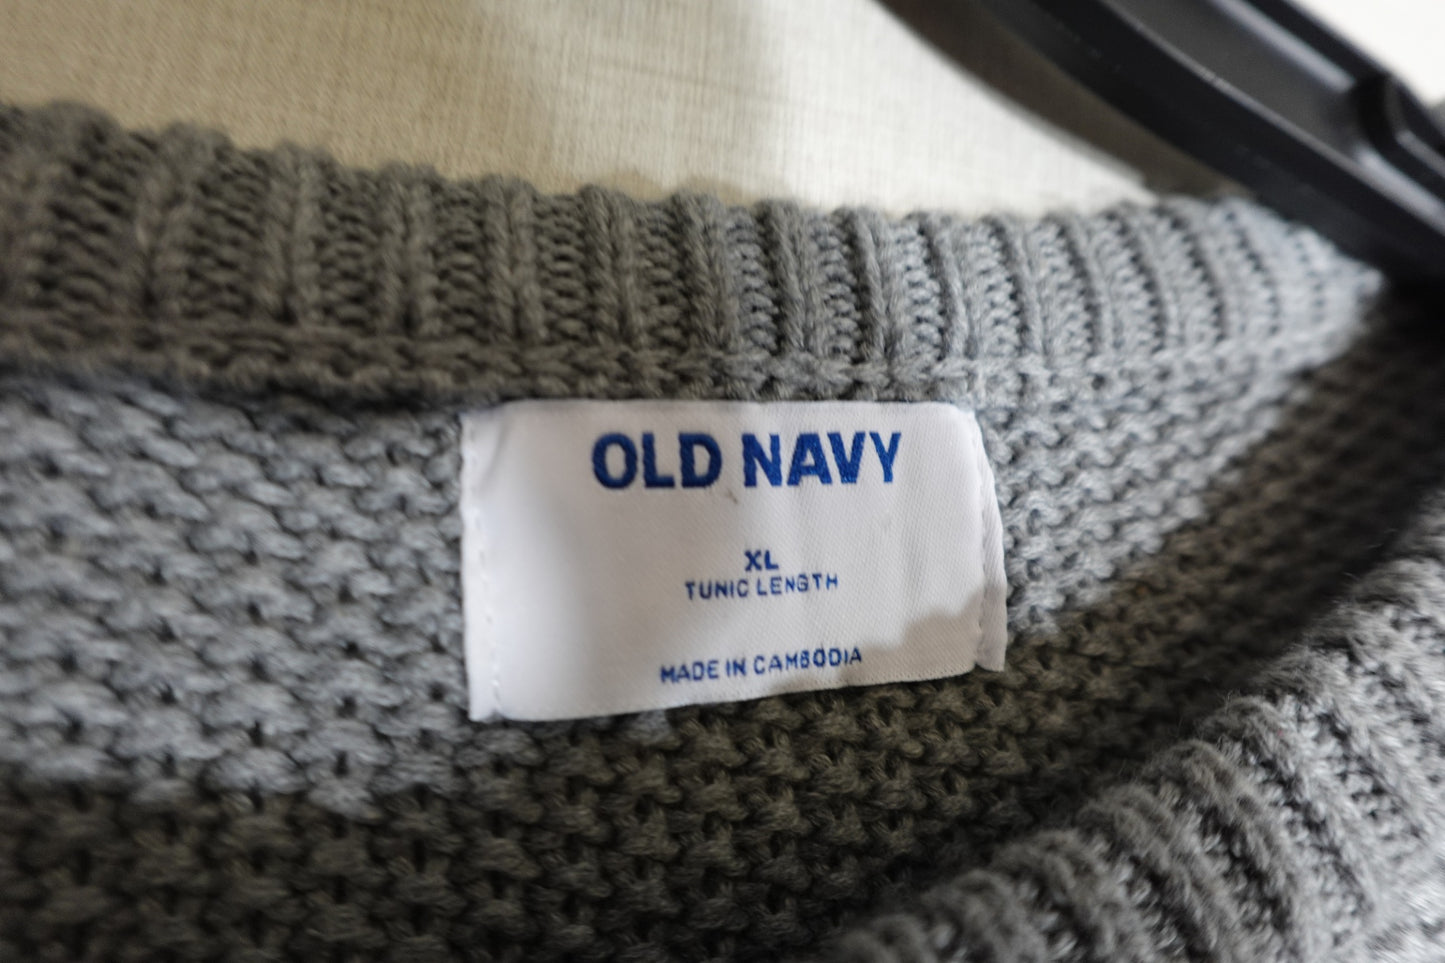 OLD NAVY
XL
TUNIC LENGTH
MADE IN CAMBODIA